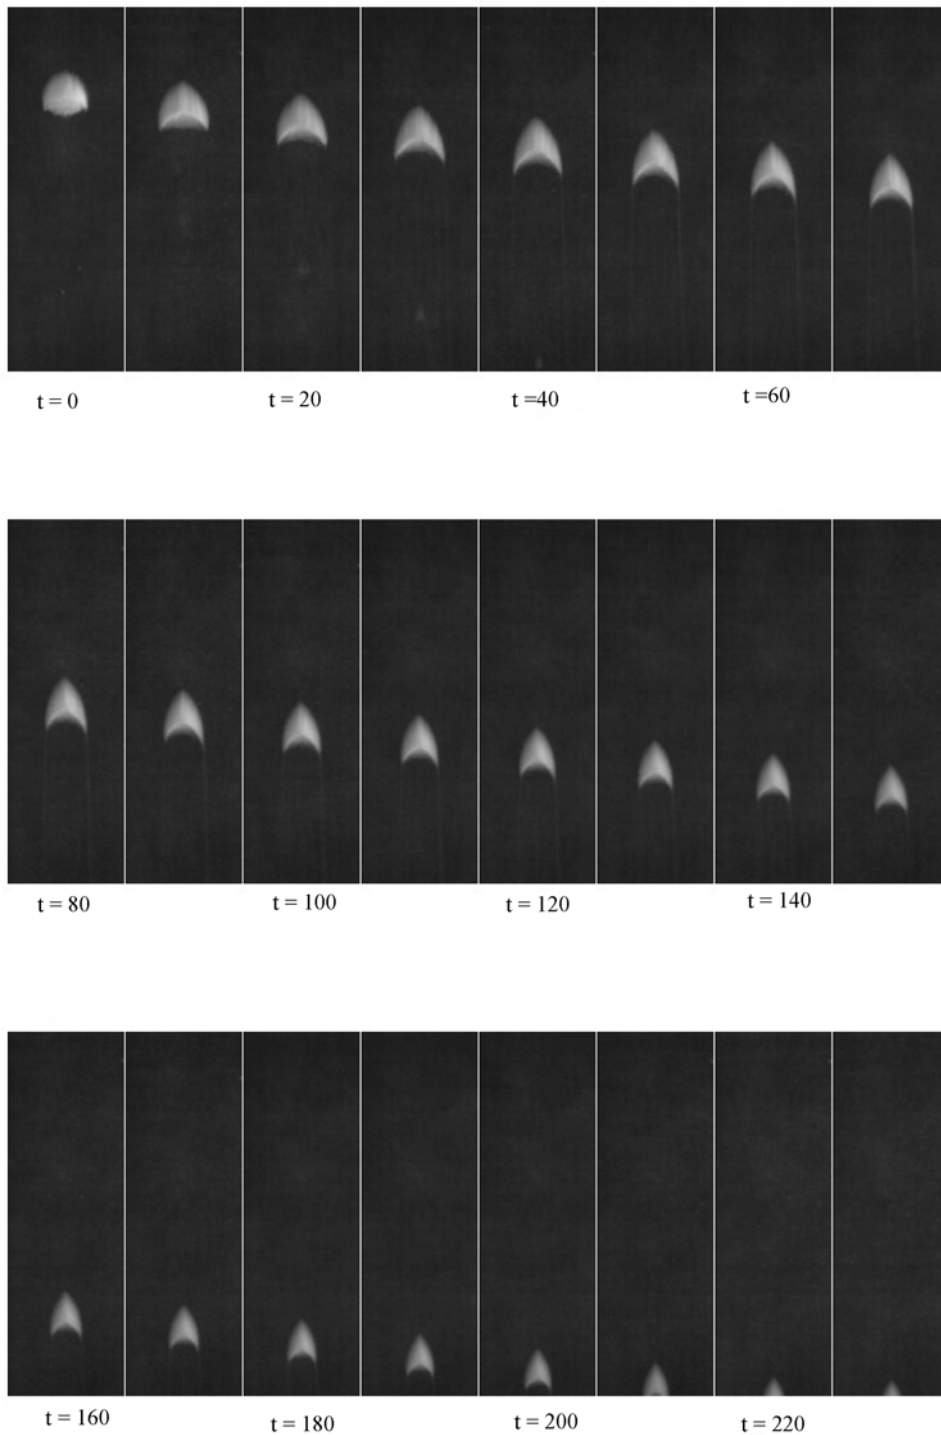 t = 0 t = 20 t =40 t =60
t = 80 t = 100 t = 120 t = 140
t = 160 t = 180 t = 200 t = 220